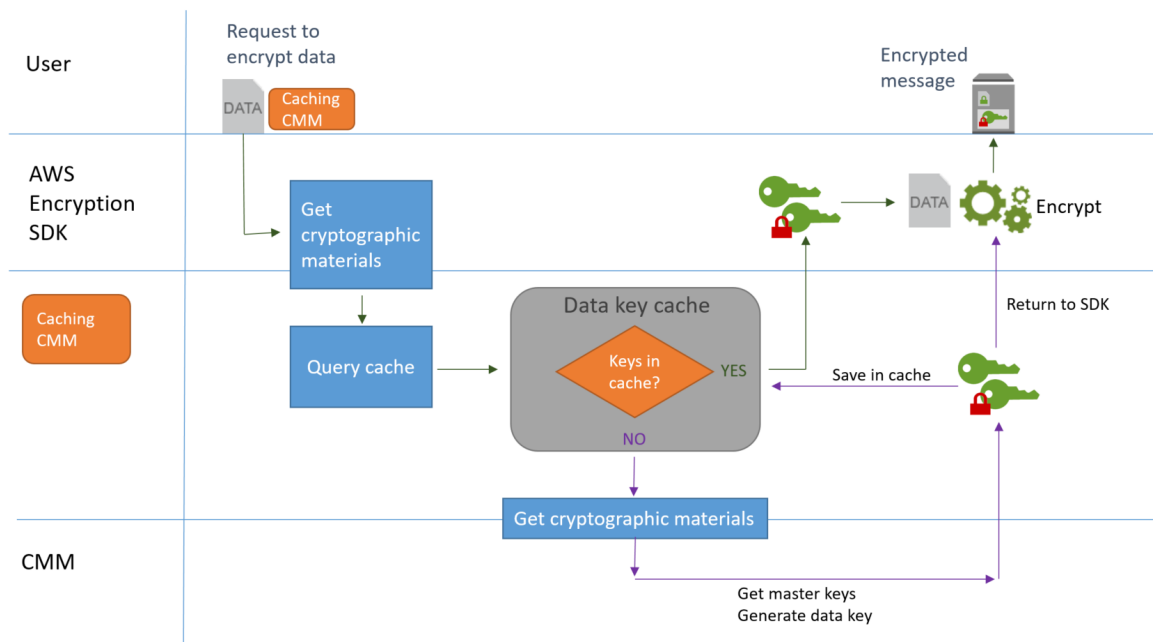 Request to
encrypt data
User
DATA
Caching
CMM
Encrypted
message
AWS
Encryption
SDK
Get
cryptographic
materials
DATA
Encrypt
Caching
CMM
Data key cache
Return to SDK
Query cache
Keys in
cache?
YES
NO
Save in cache
Get cryptographic materials
CMM
Get master keys
Generate data key